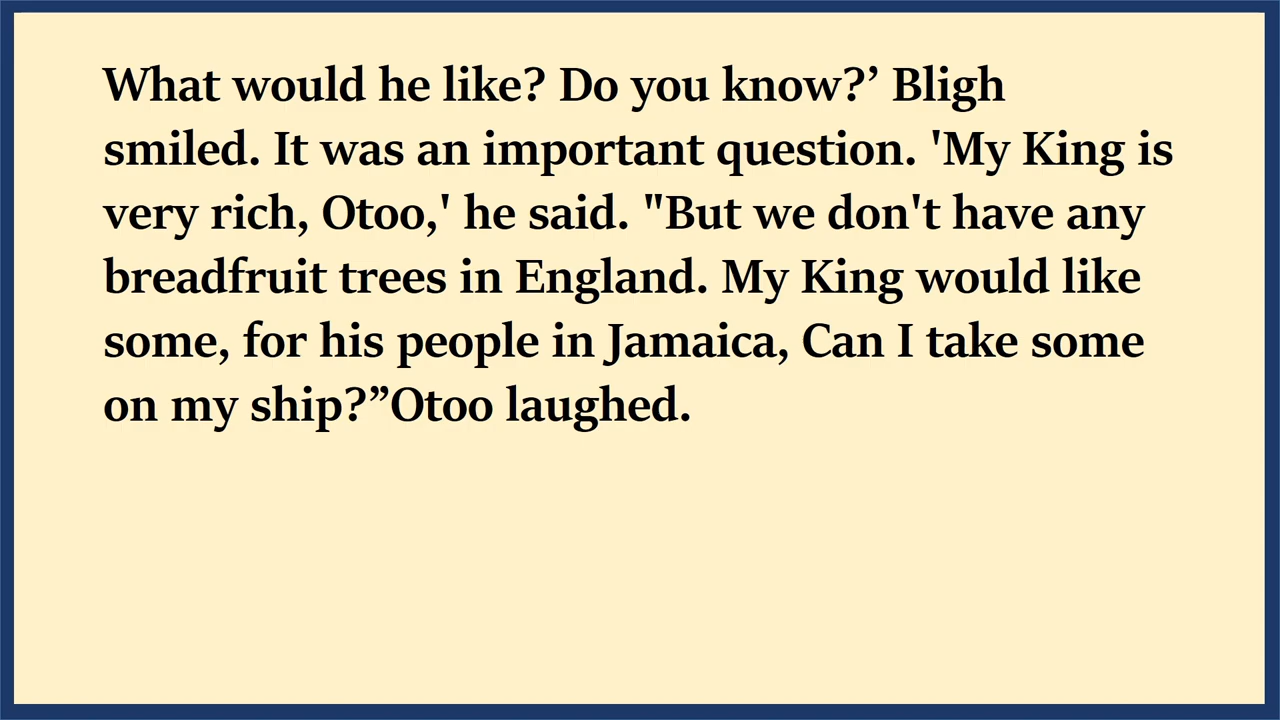 What would he like? Do you know?’ Bligh
smiled. It was an important question. 'My King is
very rich, Otoo,' he said. "But we don't have any
breadfruit trees in England. My King would like
some, for his people in Jamaica, Can I take some
on my ship?”Otoo laughed.